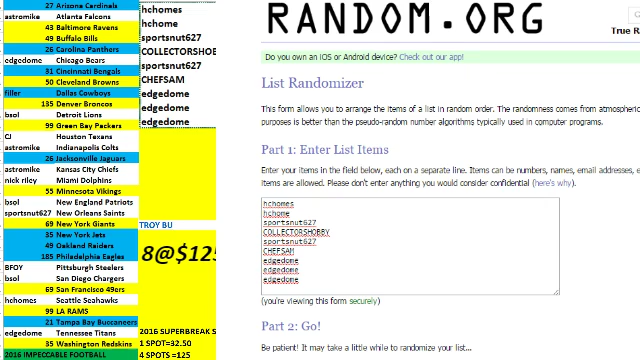 27 Arizona Cardinals
astromike Atlanta Falcons
43 Baltimore Ravens
49 Buffalo Bills
26 Carolina Panthers
edgedome Chicago Bears
31 Cincinnati Bengals
50 Cleveland Browns
filler Dallas Cowboys
135 Denver Broncos
bsol Detroit Lions
99 Green Bay Packers
CJ Houston Texans
astromike Indianapolis Colts
26 Jacksonville Jaguars
astromike Kansas City Chiefs
nick riley Miami Dolphins
55 Minnesota Vikings
bsol New England Patriots
sportsnut627 New Orleans Saints
69 New York Giants
35 New York Jets
49 Oakland Raiders
185 Philadelphia Eagles
BFOY Pittsburgh Steelers
bsol San Diego Chargers
69 San Francisco 49ers
hchomes Seattle Seahawks
99 LA RAMS
21 Tampa Bay Buccaneers
edgedome Tennessee Titans
35 Washington Redskins
2016 IMPECCABLE FOOTBALL
hchomes
hchome
sportsnut627
COLLECTORSHOBE
sportsnut627
CHEFSAM
edgedome
edgedome
edgedome
TROY BU
8@$125
2016 SUPERBREAK S
1 SPOT=32.50
4 SPOTS =125
RANDOM.ORG
True Ra
Do you own an iOS or Android device? Check out our app!
List Randomizer
This form allows you to arrange the items of a list in random order. The randomness comes from atmospheric
purposes is better than the pseudo-random number algorithms typically used in computer programs.
Part 1: Enter List Items
Enter your items in the field below, each on a separate line. Items can be numbers, names, email addresses, e
items are allowed. Please don't enter anything you would consider confidential (here's why).
hchomes
hchome
sportsnut627
COLLECTORSHOBBY
sportsnut627
CHEFSAM
edgedome
edgedome
edgedome
(you're viewing this form securely)
Part 2: Go!
Be patient! It may take a little while to randomize your list...